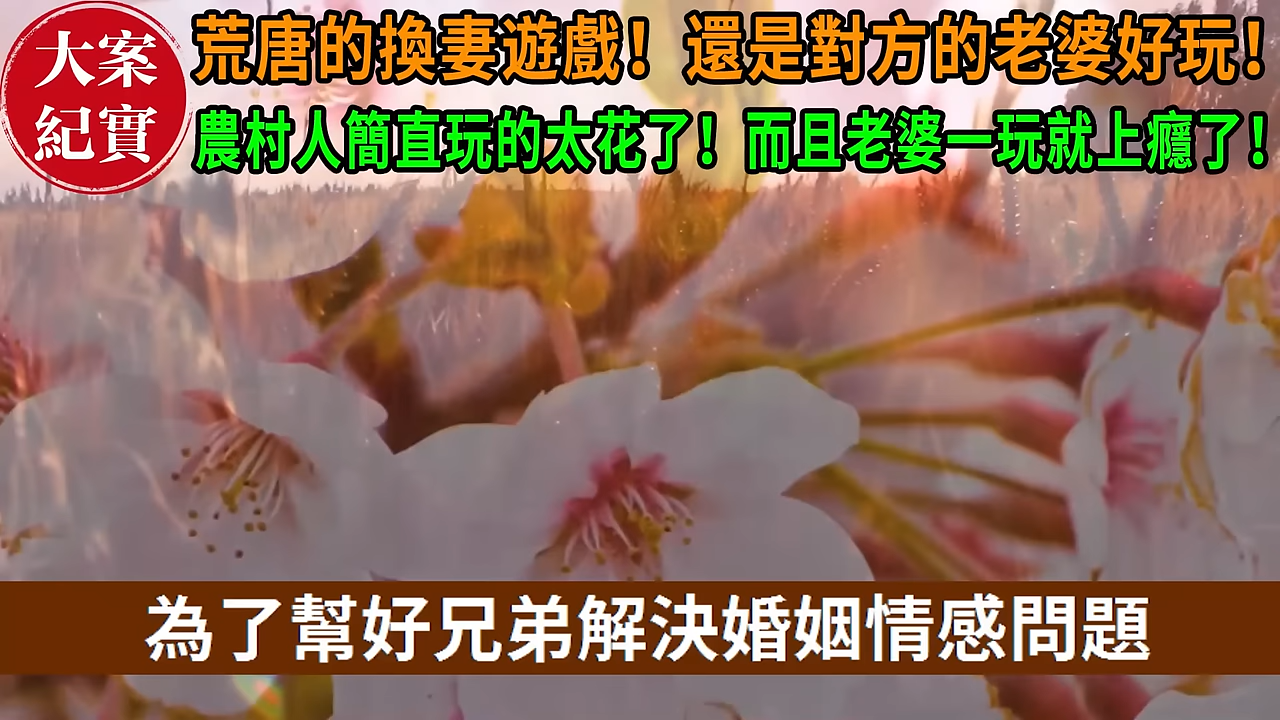 大案
紀實
荒唐的換妻遊戲！還是對方的老婆好玩！
農村人簡直玩的太花了！而且老婆一玩就上癮了！
為了幫好兄弟解決婚姻情感問題